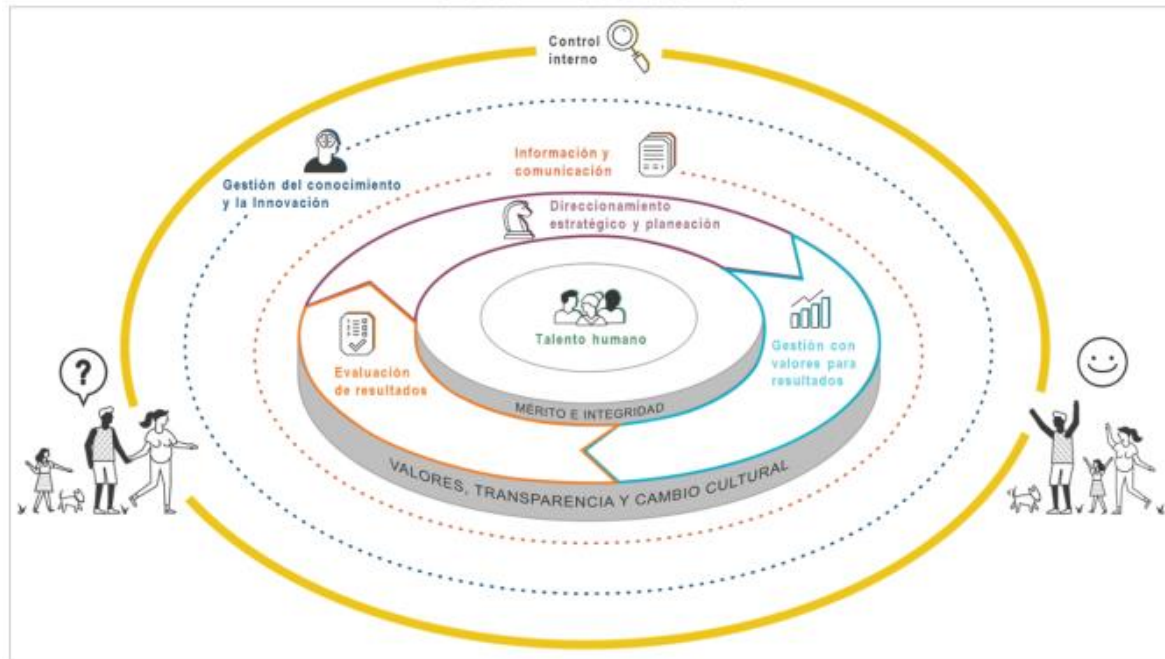 Control
interno
Gestión del conocimiento
y la Innovación
Información y
comunicación
Direccionamiento
estratégico y planeación
Talento humano
Gestión con
valores para
resultados
Evaluación
de resultados
MÉRITO E INTEGRIDAD
VALORES, TRANSPARENCIA Y CAMBIO CULTURAL
?